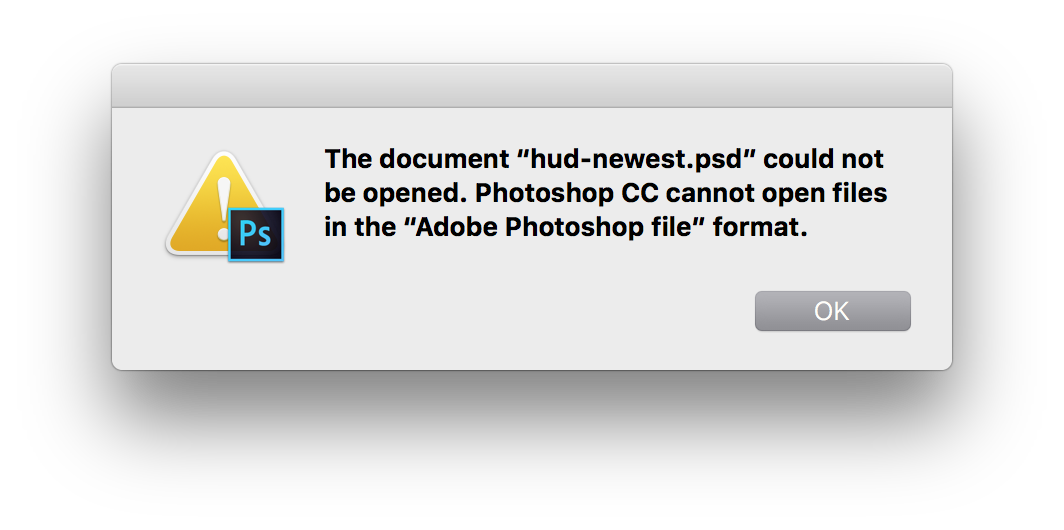 The document “hud-newest.psd” could not
be opened. Photoshop CC cannot open files
in the “Adobe Photoshop file” format.
Ps
OK